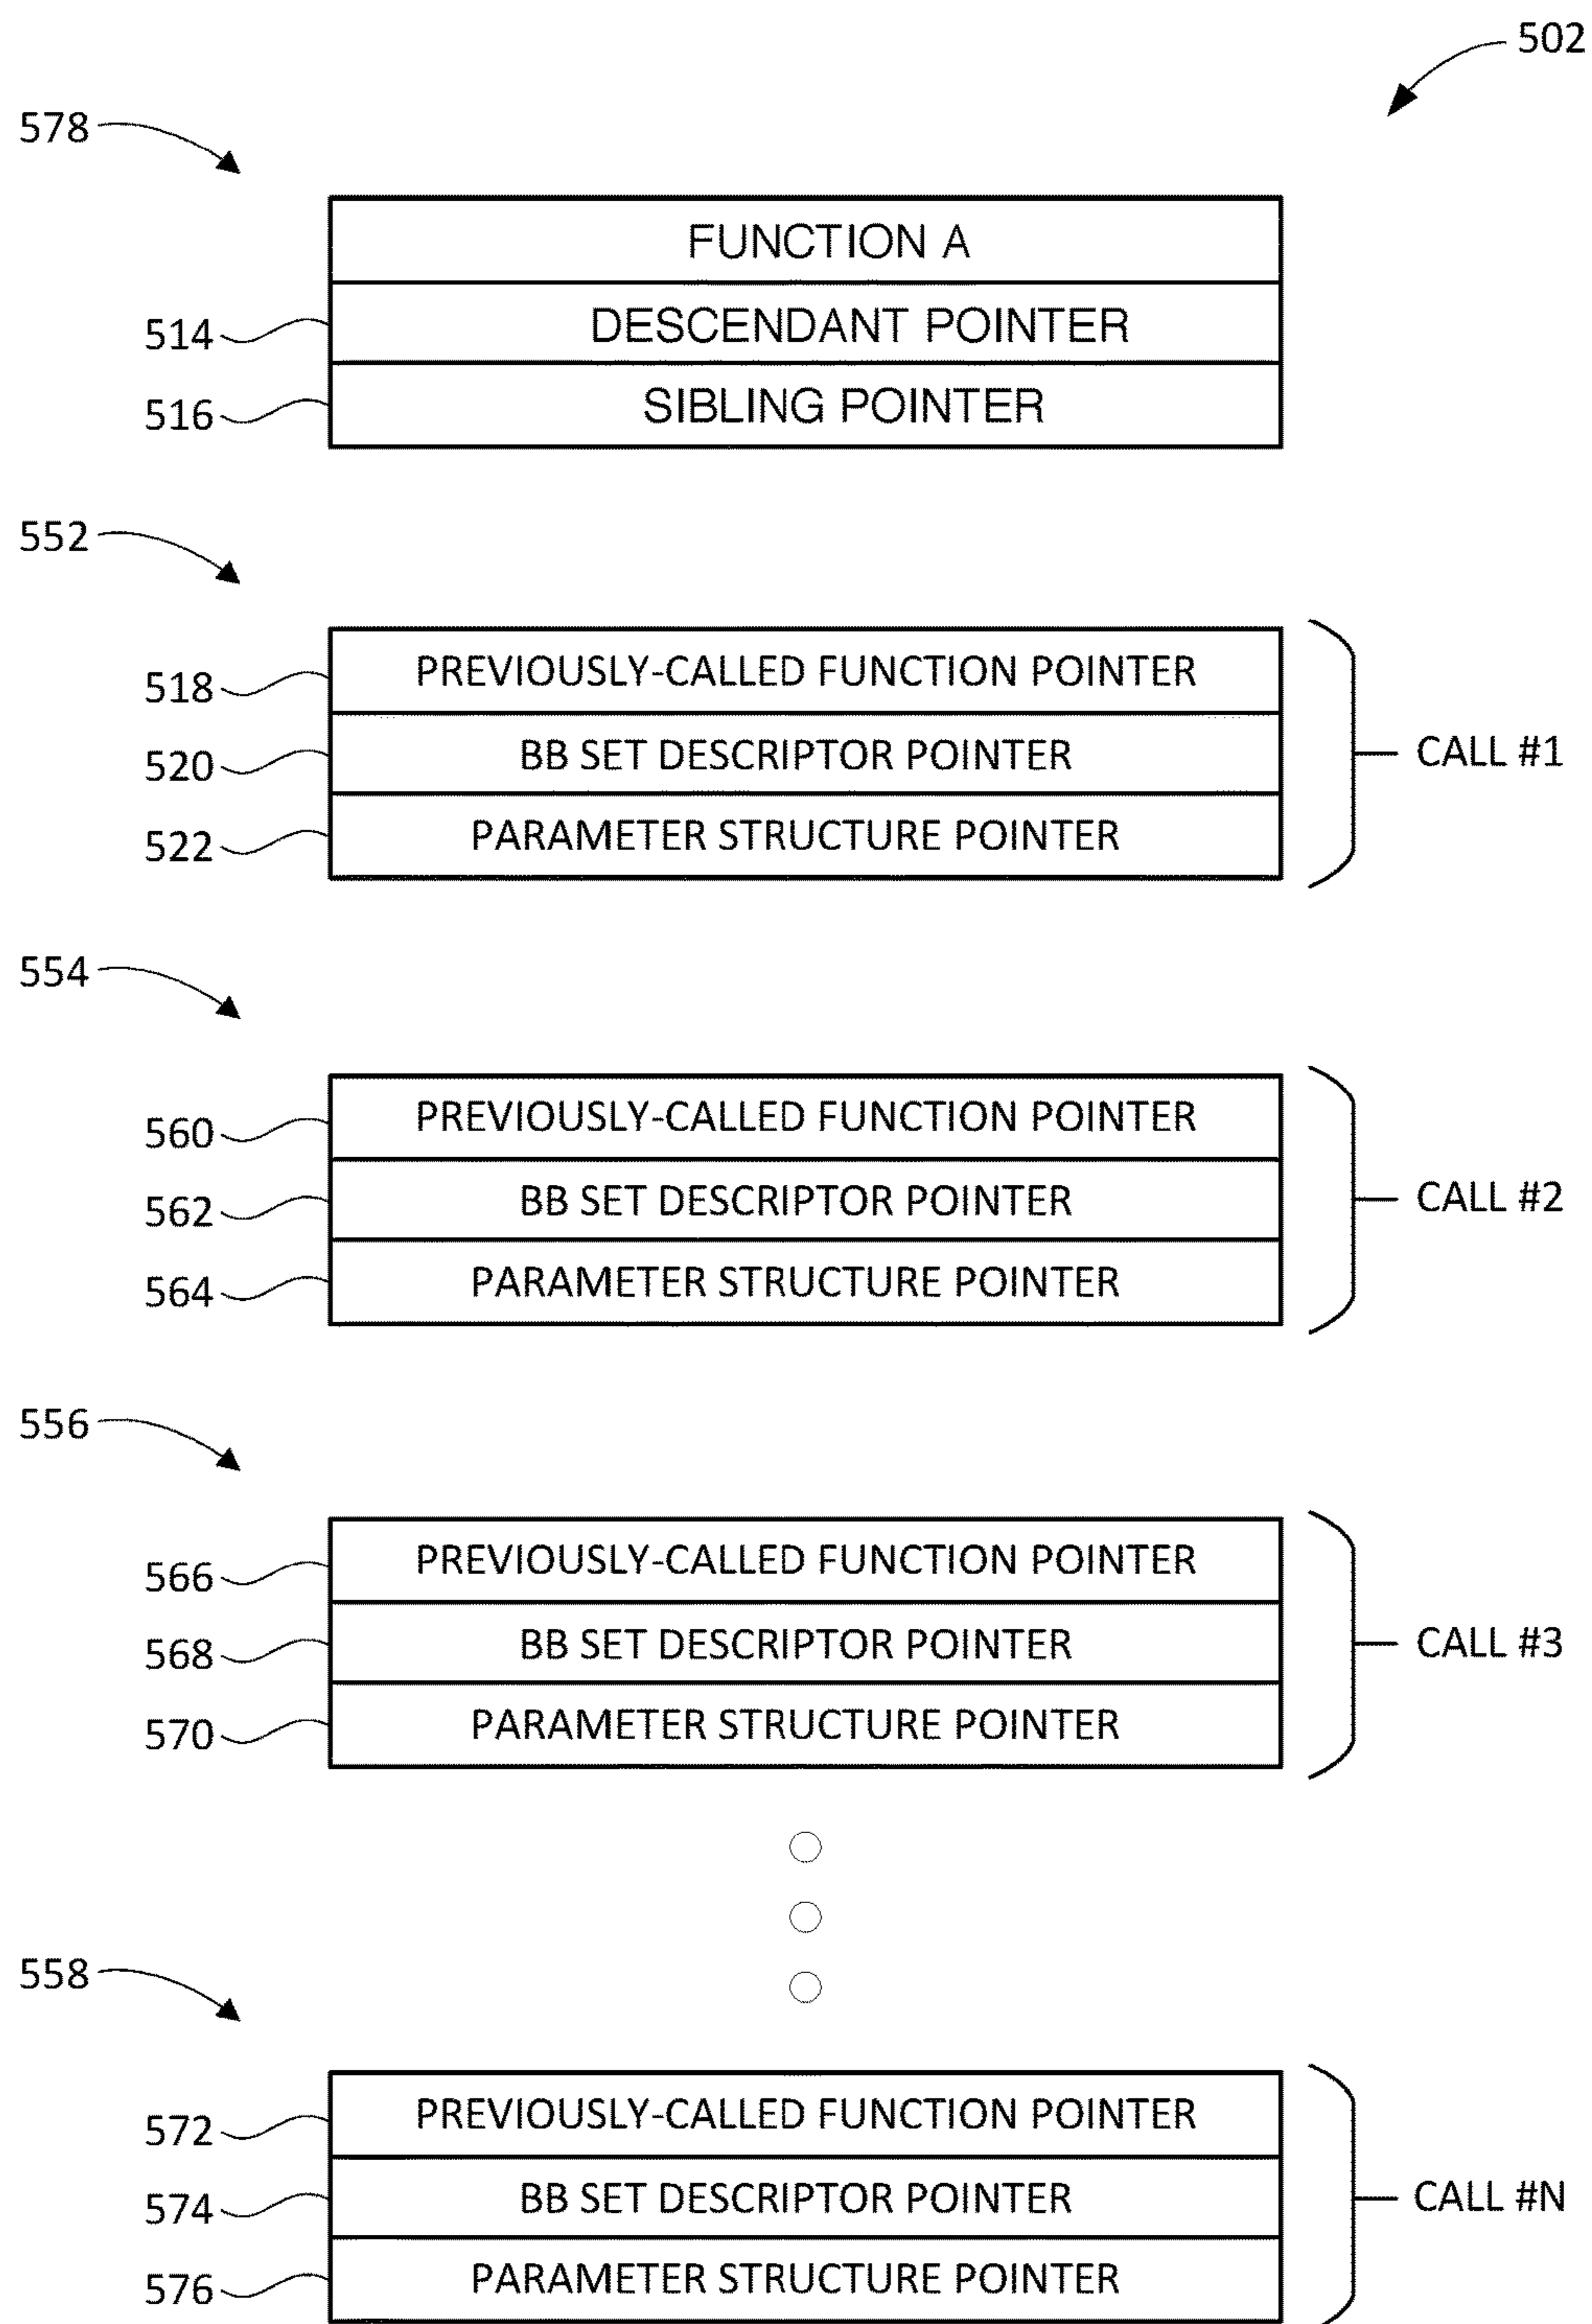 502
578
FUNCTION A
514 DESCENDANT POINTER
516 SIBLING POINTER
552
518 PREVIOUSLY-CALLED FUNCTION POINTER
520 BB SET DESCRIPTOR POINTER CALL #1
522 PARAMETER STRUCTURE POINTER
554
560 PREVIOUSLY-CALLED FUNCTION POINTER
562 BB SET DESCRIPTOR POINTER CALL #2
564 PARAMETER STRUCTURE POINTER
556
566 PREVIOUSLY-CALLED FUNCTION POINTER
568 BB SET DESCRIPTOR POINTER CALL #3
570 PARAMETER STRUCTURE POINTER
558
572 PREVIOUSLY-CALLED FUNCTION POINTER
574 BB SET DESCRIPTOR POINTER CALL #N
576 PARAMETER STRUCTURE POINTER